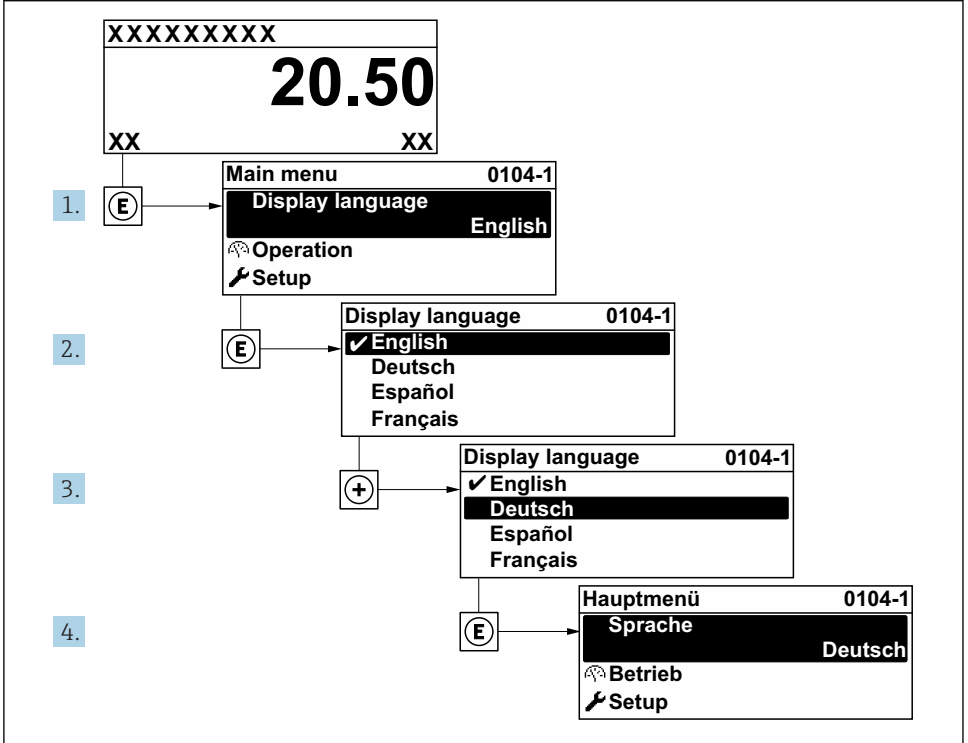 XXXXXXXXX
20.50
XX XX
1.
E
Main menu 0104-1
Display language
English
Operation
Setup
2.
E
Display language 0104-1
✔English
Deutsch
Español
Français
3.
+
Display language 0104-1
✔English
Deutsch
Español
Français
4.
E
Hauptmenü 0104-1
Sprache
Deutsch
Betrieb
Setup